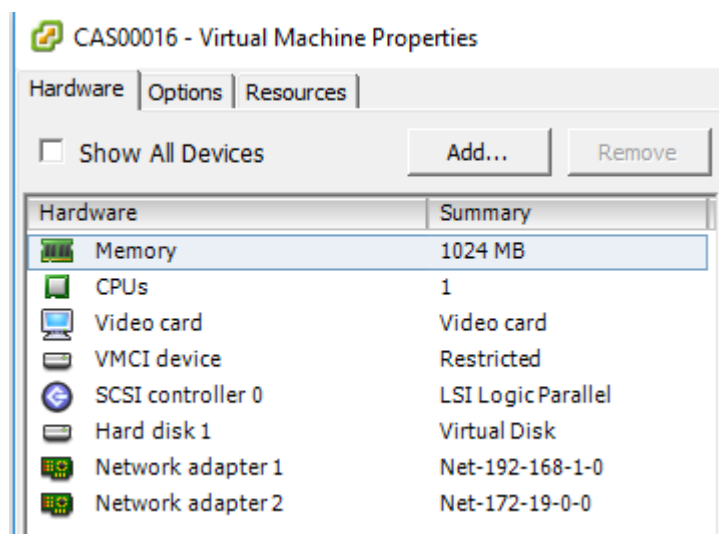 CAS00016 - Virtual Machine Properties
Hardware Options Resources
Show All Devices Add... Remove
Hardware Summary
Memory 1024 MB
CPUs 1
Video card Video card
VMCI device Restricted
SCSI controller 0 LSI Logic Parallel
Hard disk 1 Virtual Disk
Network adapter 1 Net-192-168-1-0
Network adapter 2 Net-172-19-0-0